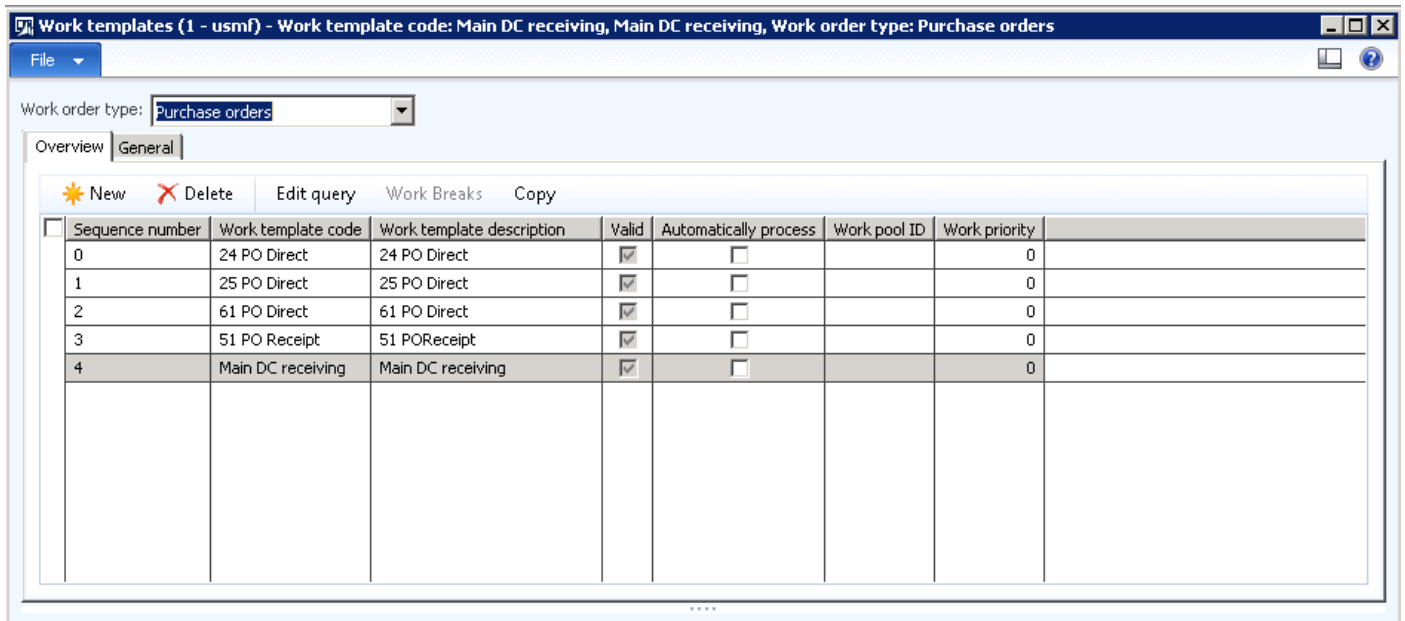 Work templates (1 - usmf) - Work template code: Main DC receiving, Main DC receiving, Work order type: Purchase orders
File
Work order type: Purchase orders
Overview General
New Delete Edit query Work Breaks Copy
Sequence number Work template code Work template description Valid Automatically process Work pool ID Work priority
0 24 PO Direct 24 PO Direct 0
1 25 PO Direct 25 PO Direct 0
2 61 PO Direct 61 PO Direct 0
3 51 PO Receipt 51 POReceipt 0
4 Main DC receiving Main DC receiving 0